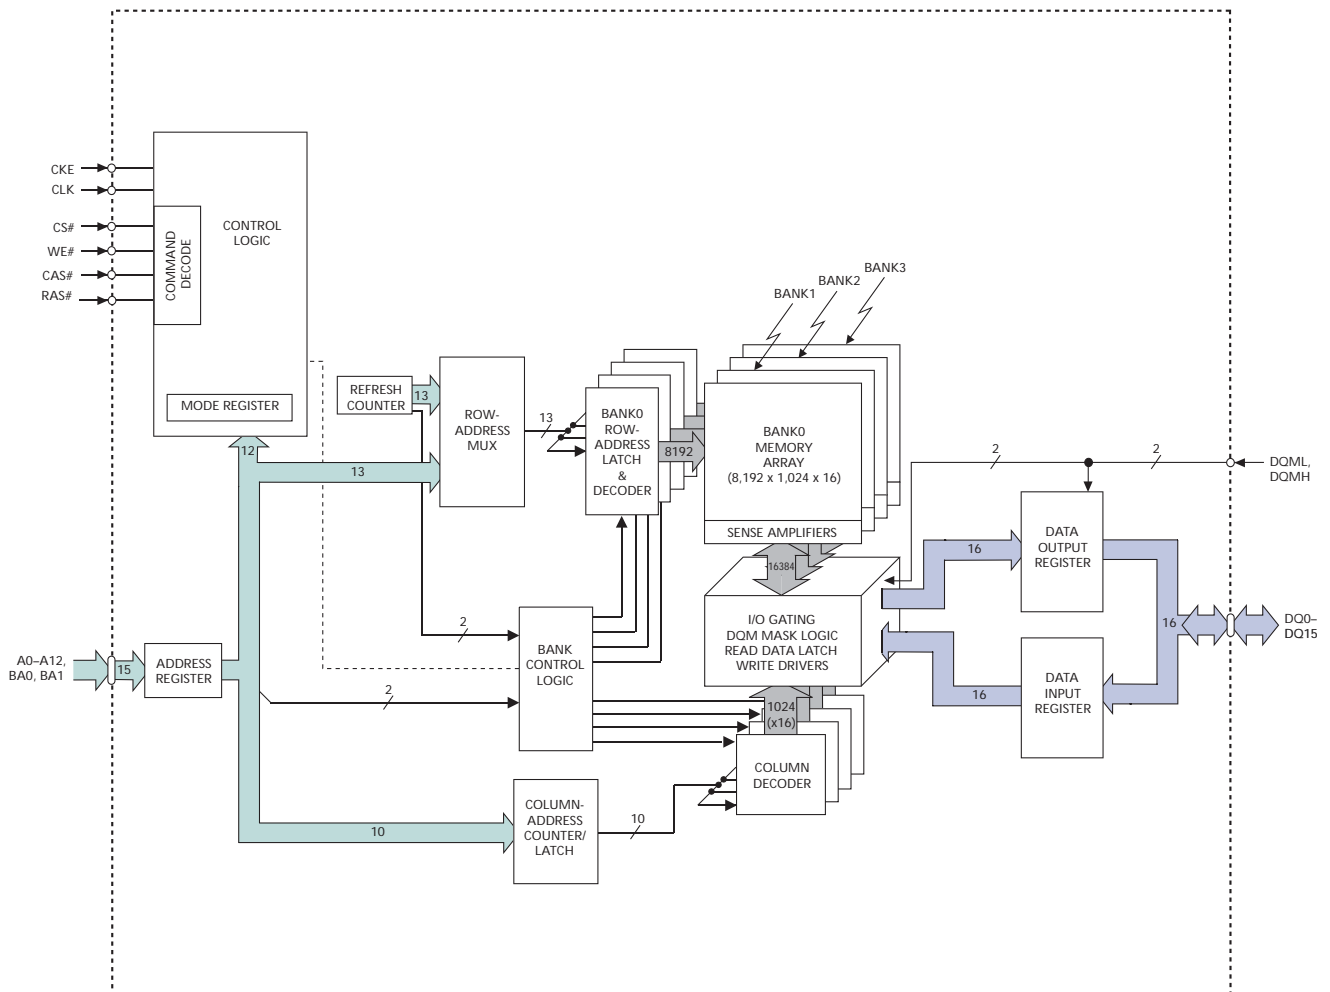 CKE
CLK
CS#
WE#
CAS#
RAS#
COMMAND
DECODE
CONTROL
LOGIC
MODE REGISTER
12
REFRESH
COUNTER
13
13
ROW-
ADDRESS
MUX
13
BANK0
ROW-
ADDRESS
LATCH
&
DECODER
8192
BANK1
BANK2
BANK3
BANK0
MEMORY
ARRAY
(8,192 x 1,024 x 16)
SENSE AMPLIFIERS
16384
I/O GATING
DQM MASK LOGIC
READ DATA LATCH
WRITE DRIVERS
2
2
DQML,
DQMH
16
DATA
OUTPUT
REGISTER
16
DQ0–
DQ15
16
DATA
INPUT
REGISTER
A0–A12,
BA0, BA1
15
ADDRESS
REGISTER
2
2
BANK
CONTROL
LOGIC
1024
(x16)
COLUMN
DECODER
10
COLUMN-
ADDRESS
COUNTER/
LATCH
10